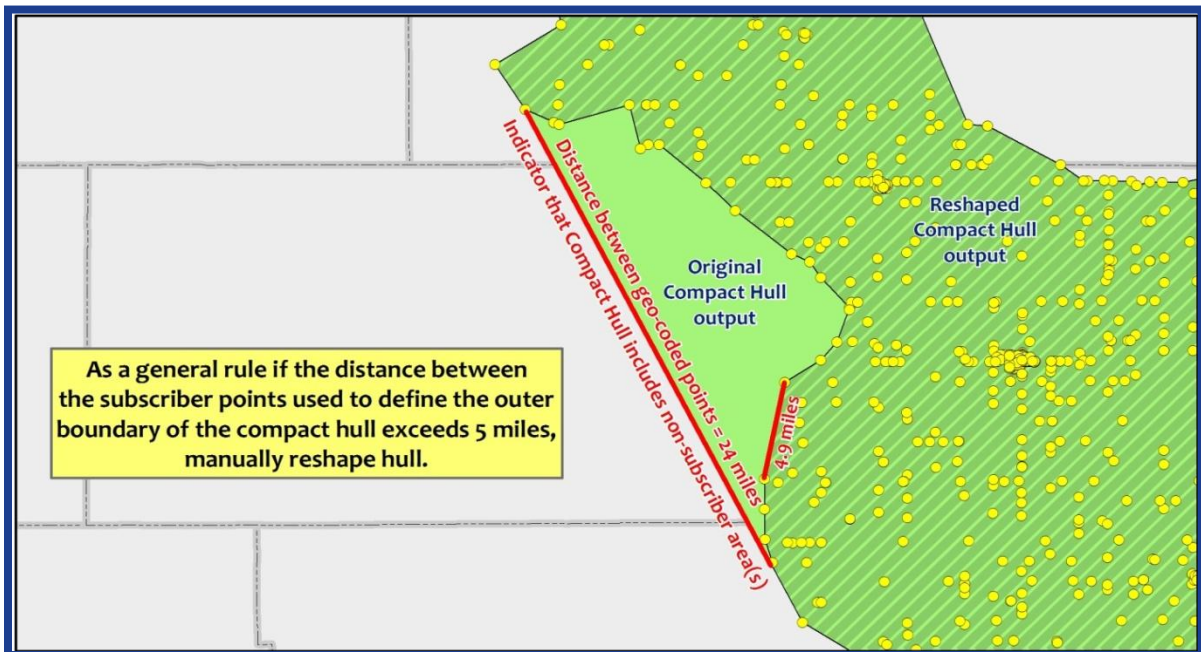 Distance between geo-coded points = 24 miles
Indicator that Compact Hull includes non-subscriber area(s)
Reshaped
Compact Hull
output
Original
Compact Hull
output
As a general rule if the distance between
the subscriber points used to define the outer
boundary of the compact hull exceeds 5 miles,
manually reshape hull.
4.9 miles